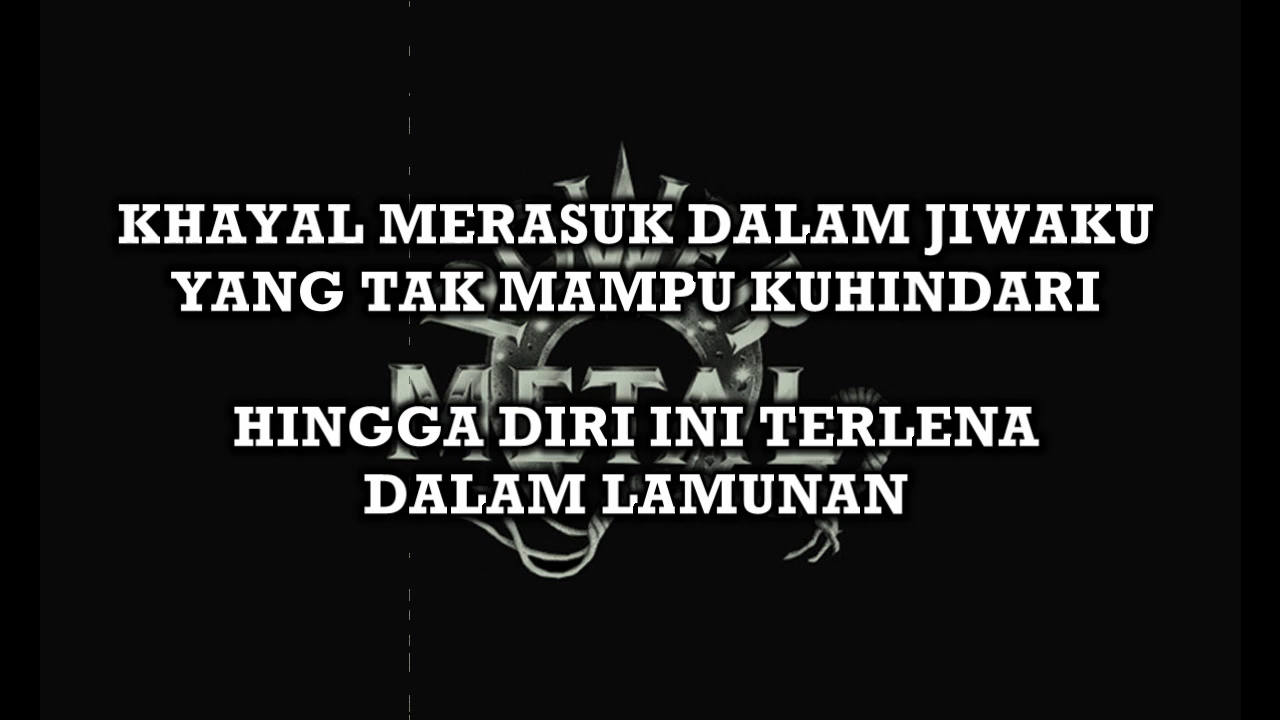 KHAYAL MERASUK DALAM JIWAKU
YANG TAK MAMPU KUHINDARI
METAL
HINGGA DIRI INI TERLENA
DALAM LAMUNAN